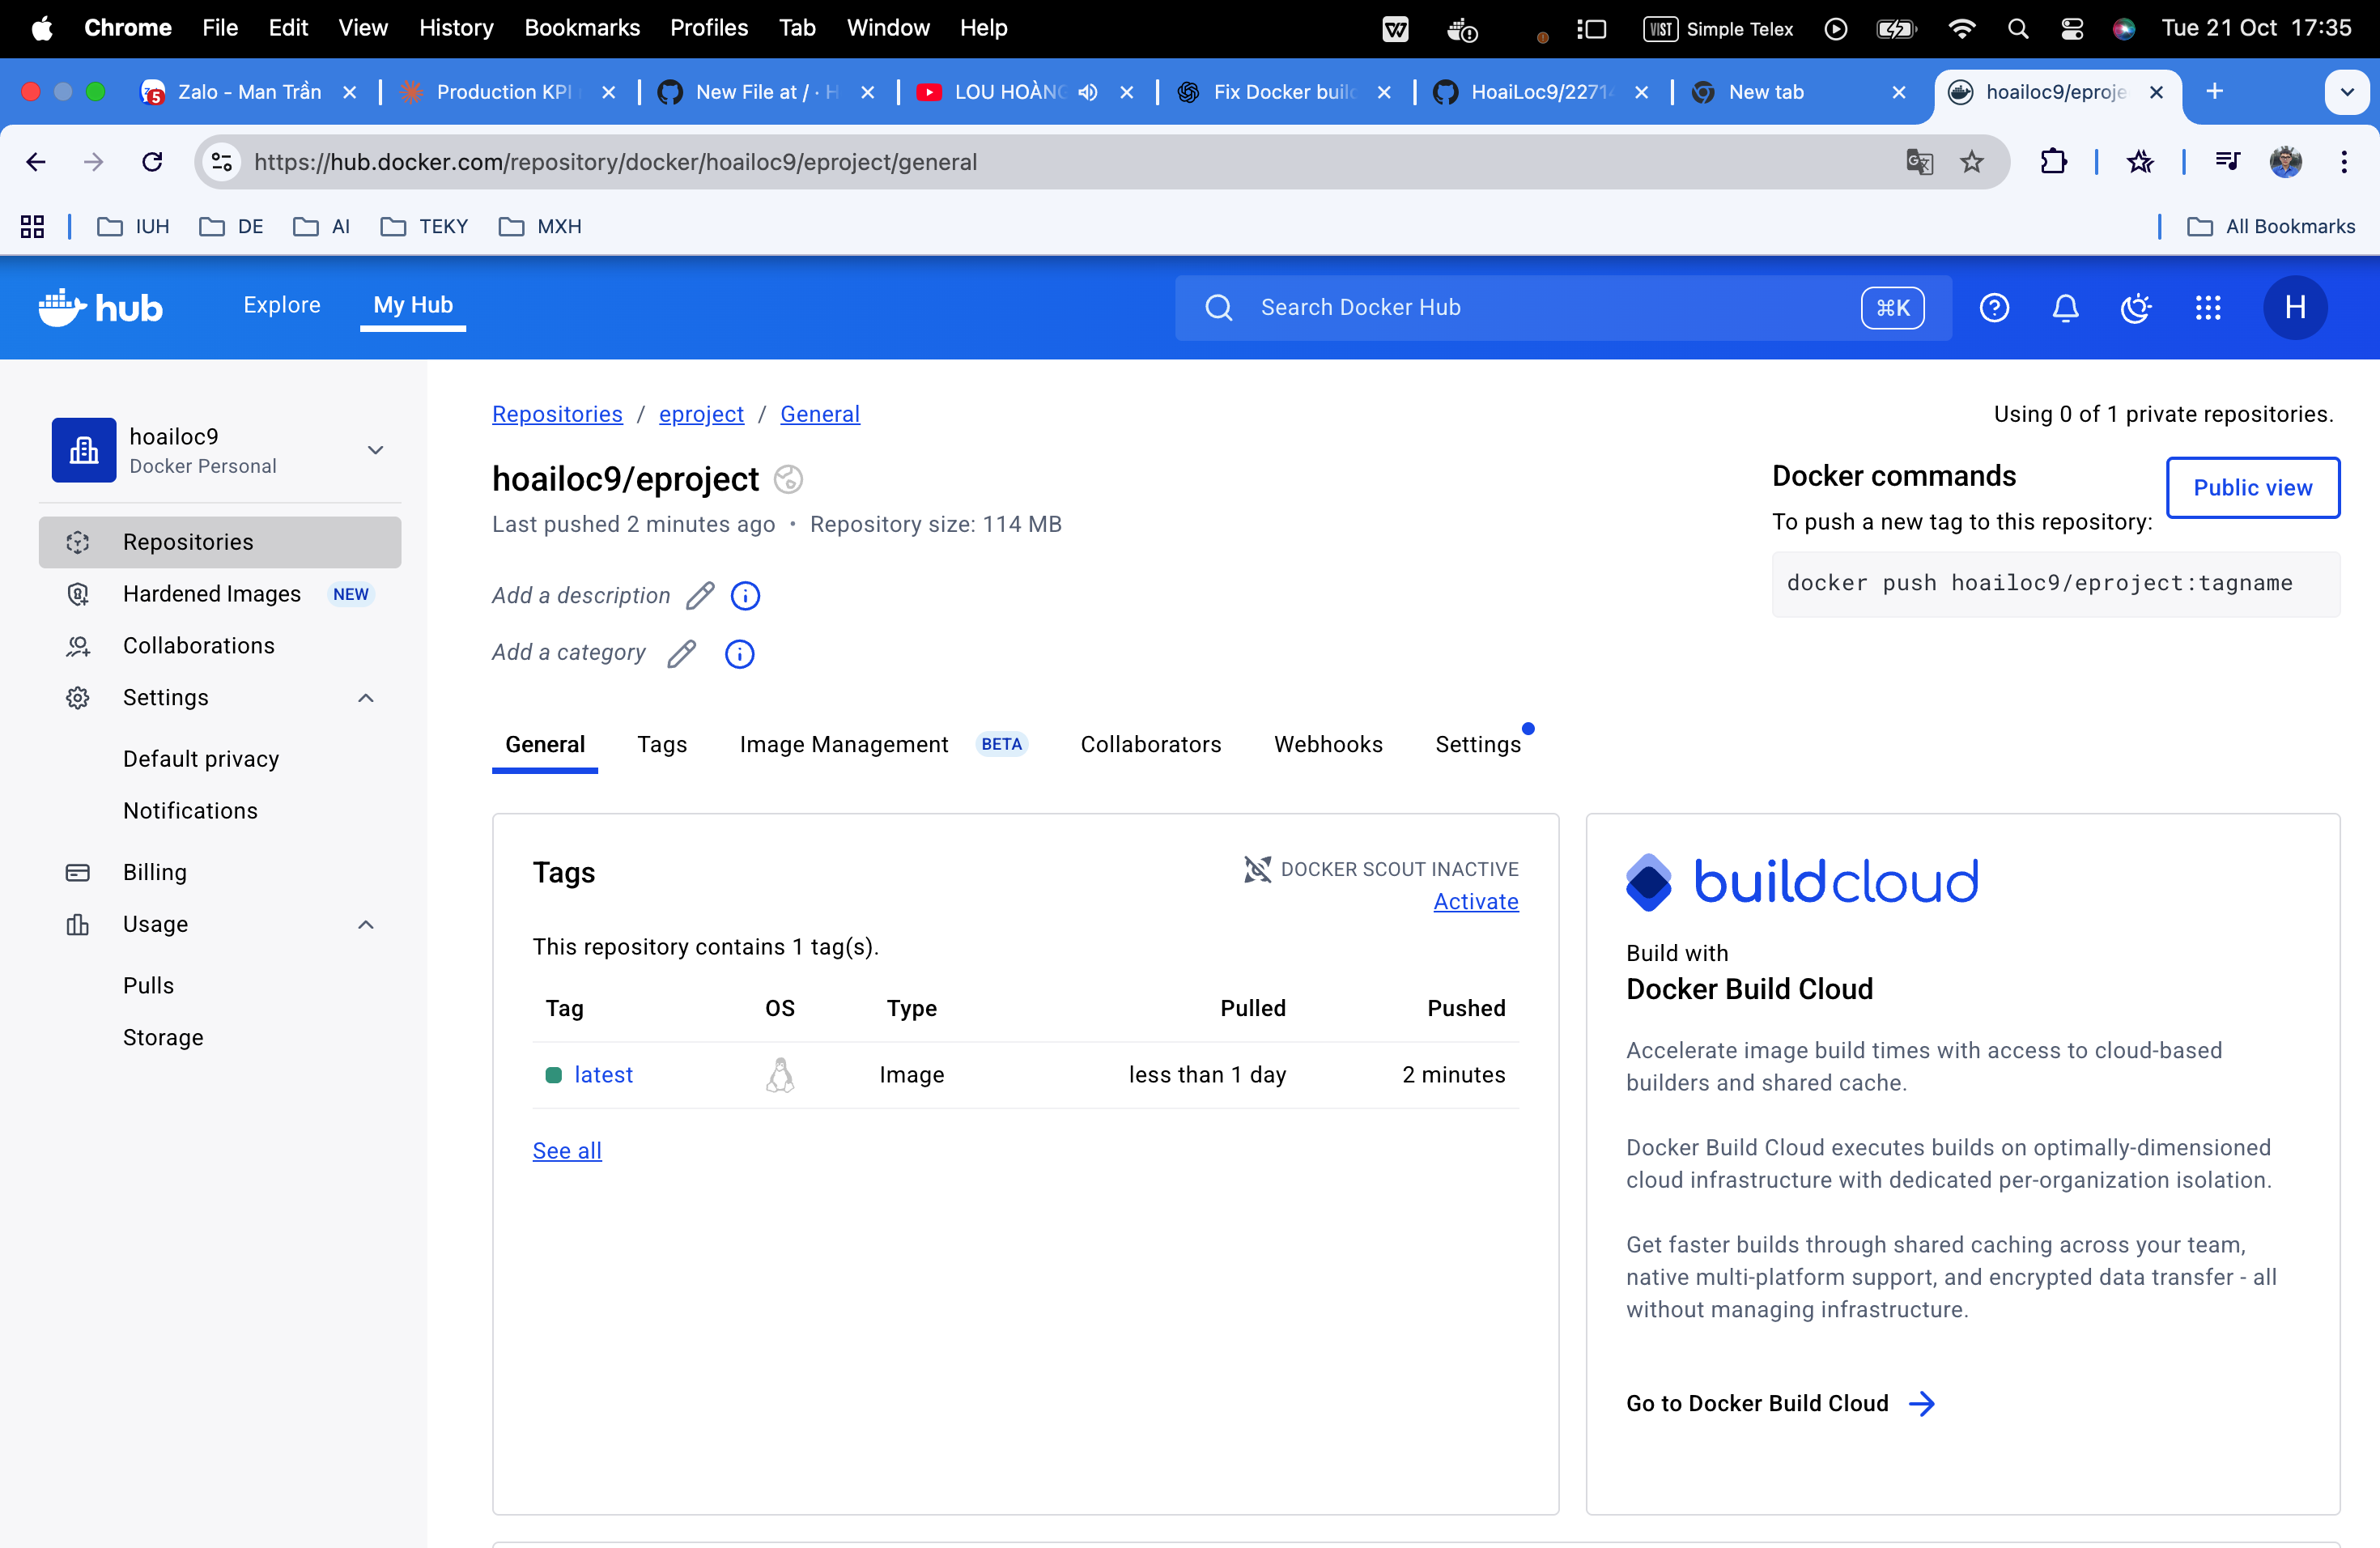 Chrome File Edit View History Bookmarks Profiles Tab Window Help VIST Simple Telex Tue 21 Oct 17:35
5 Zalo - Man Trần Production KPI New File at / · H LOU HOÀNG Fix Docker build HoaiLoc9/22714 New tab hoailoc9/eproje
https://hub.docker.com/repository/docker/hoailoc9/eproject/general
IUH DE AI TEKY MXH All Bookmarks
hub Explore My Hub Search Docker Hub ⌘K H
hoailoc9
Docker Personal
Repositories
Hardened Images NEW
Collaborations
Settings
Default privacy
Notifications
Billing
Usage
Pulls
Storage
Repositories / eproject / General
Using 0 of 1 private repositories.
hoailoc9/eproject
Last pushed 2 minutes ago • Repository size: 114 MB
Add a description
Add a category
Docker commands
Public view
To push a new tag to this repository:
docker push hoailoc9/eproject:tagname
General Tags Image Management BETA Collaborators Webhooks Settings
Tags
DOCKER SCOUT INACTIVE
Activate
This repository contains 1 tag(s).
Tag OS Type Pulled Pushed
latest Image less than 1 day 2 minutes
See all
buildcloud
Build with
Docker Build Cloud
Accelerate image build times with access to cloud-based
builders and shared cache.
Docker Build Cloud executes builds on optimally-dimensioned
cloud infrastructure with dedicated per-organization isolation.
Get faster builds through shared caching across your team,
native multi-platform support, and encrypted data transfer - all
without managing infrastructure.
Go to Docker Build Cloud